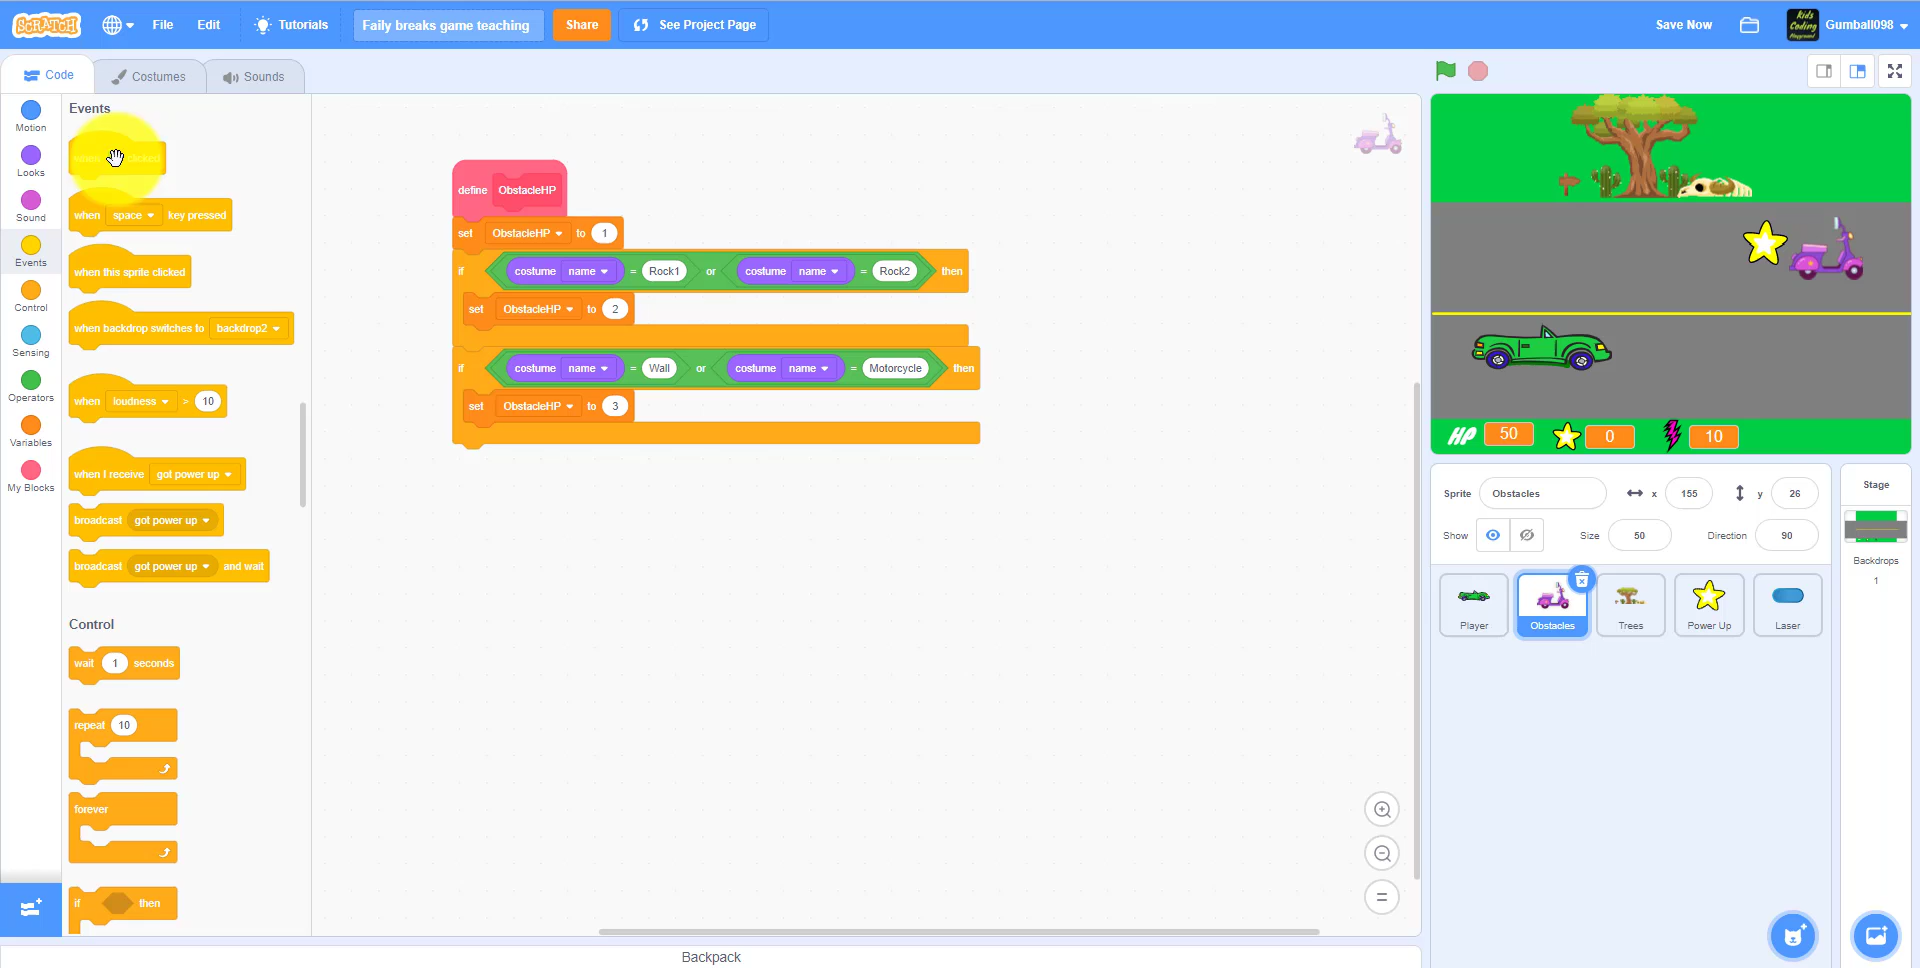 SCRATCH File Edit Tutorials Faily breaks game teaching Share See Project Page Save Now Kids Coding Playground Gumball098
Code Costumes Sounds
Motion
Looks
Sound
Events
Control
Sensing
Operators
Variables
My Blocks
Events
when clicked
when space key pressed
when this sprite clicked
when backdrop switches to backdrop2
when loudness > 10
when I receive got power up
broadcast got power up
broadcast got power up and wait
Control
wait 1 seconds
repeat 10
forever
if then
define ObstacleHP
set ObstacleHP to 1
if costume name = Rock1 or costume name = Rock2 then
set ObstacleHP to 2
if costume name = Wall or costume name = Motorcycle then
set ObstacleHP to 3
HP 50 0 10
Sprite Obstacles x 155 y 26
Show Size 50 Direction 90
Player Obstacles Trees Power Up Laser
Stage
Backdrops
1
Backpack